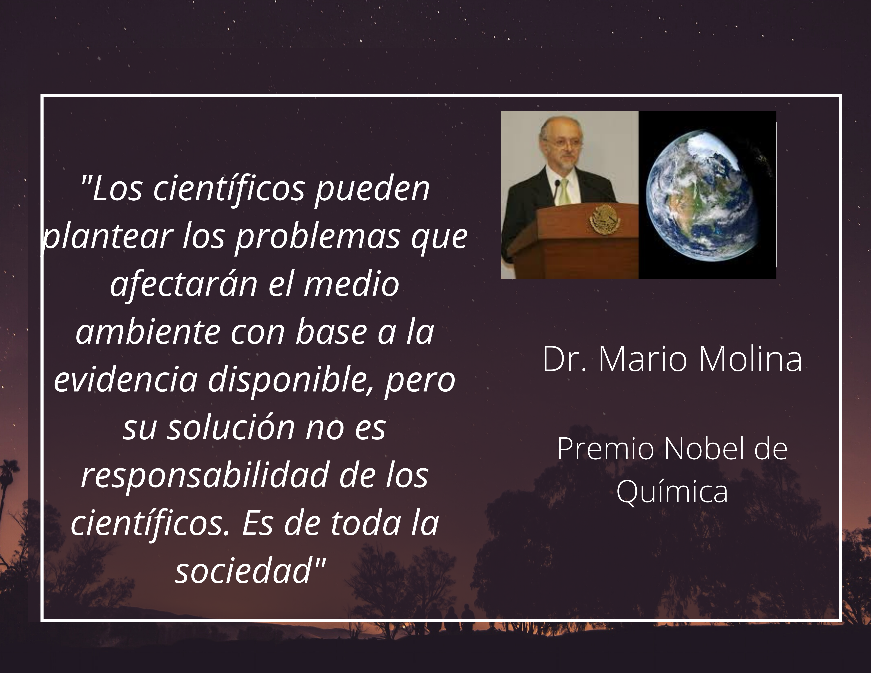 "Los científicos pueden
plantear los problemas que
afectarán el medio
ambiente con base a la
evidencia disponible, pero
su solución no es
responsabilidad de los
científicos. Es de toda la
sociedad"
Dr. Mario Molina
Premio Nobel de
Química